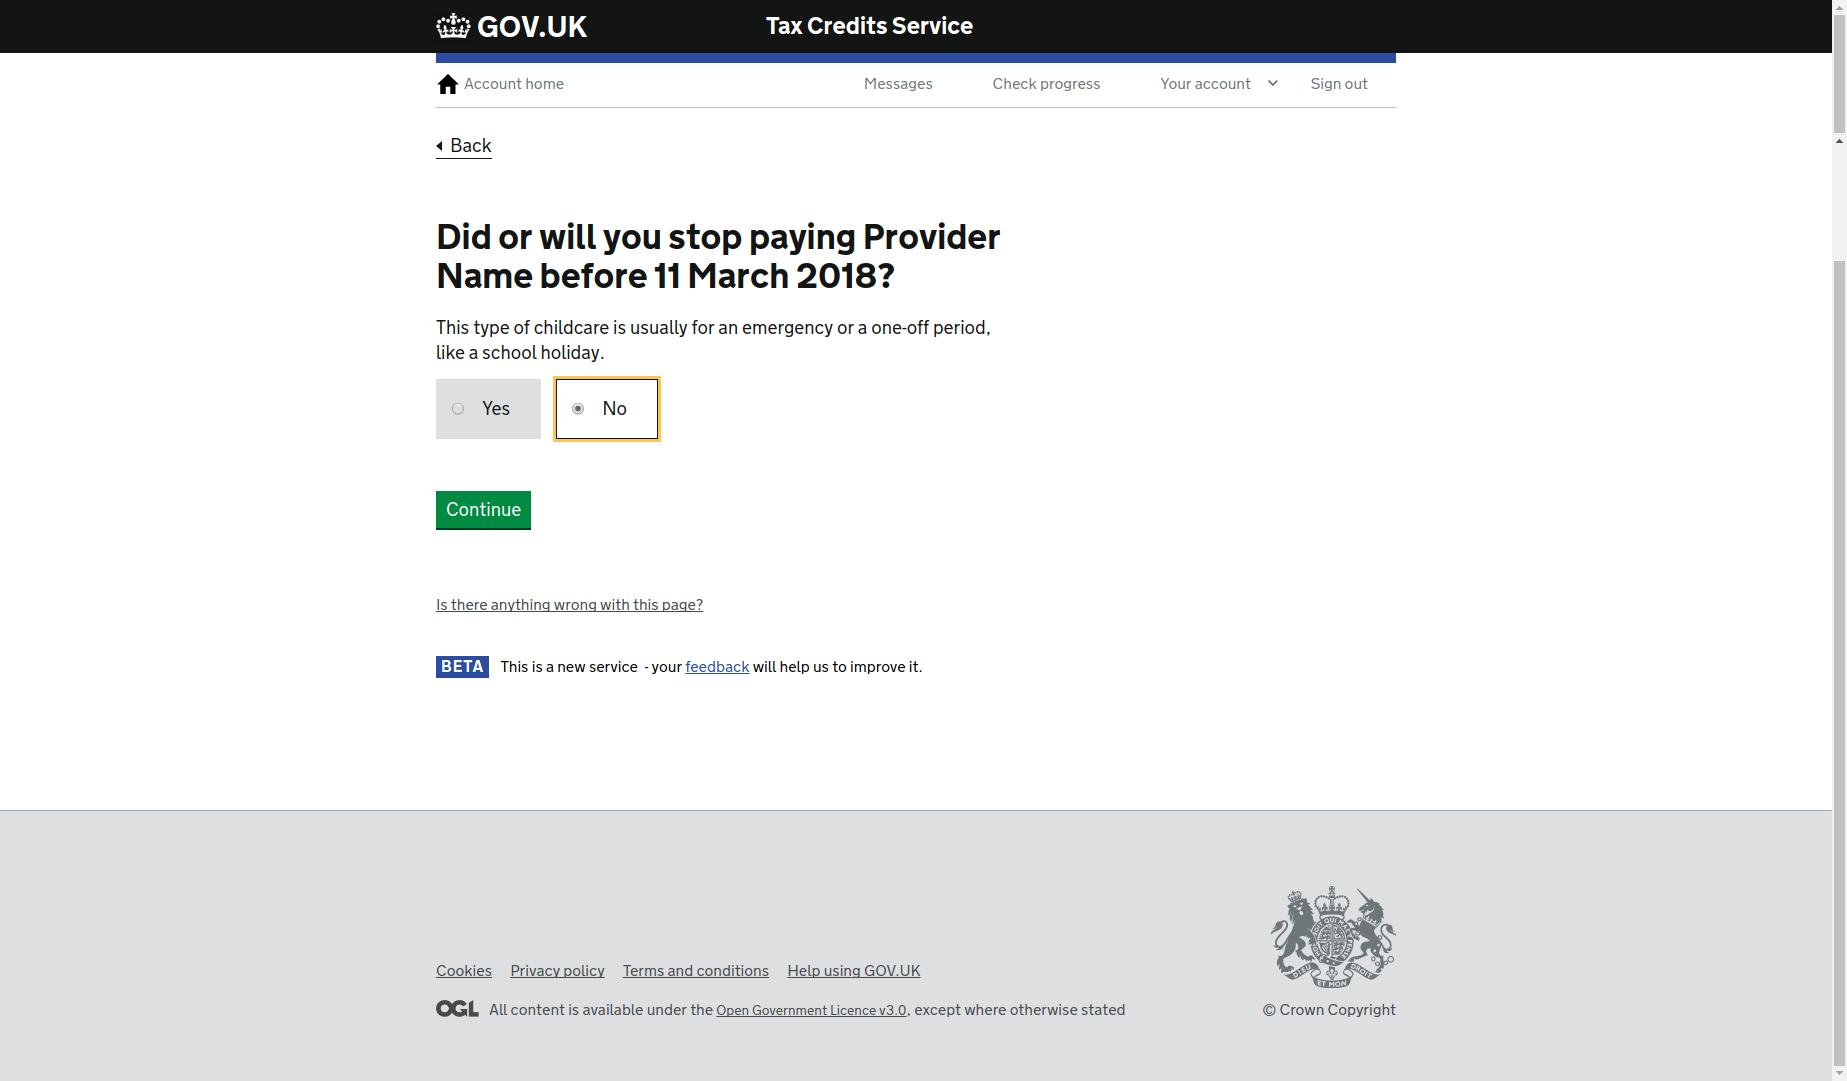 GOV.UK
Tax Credits Service
Account home
Messages
Check progress
Your account
Sign out
Back
Did or will you stop paying Provider
Name before 11 March 2018?
This type of childcare is usually for an emergency or a one-off period,
like a school holiday.
Yes
No
Continue
Is there anything wrong with this page?
BETA This is a new service - your feedback will help us to improve it.
Cookies
Privacy policy
Terms and conditions
Help using GOV.UK
OGL All content is available under the Open Government Licence v3.0, except where otherwise stated
DIEU ET MON DROIT
© Crown Copyright